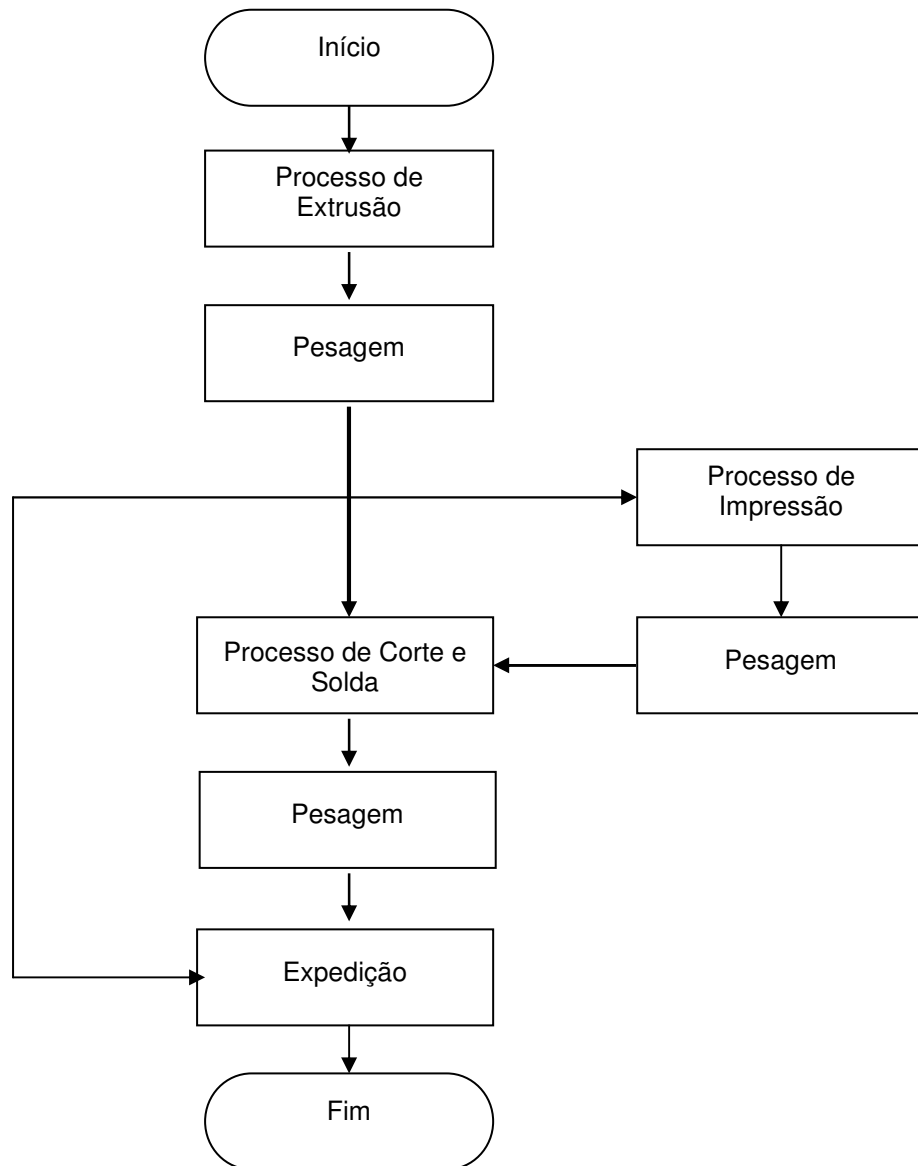 Início
Processo de
Extrusão
Pesagem
Processo de
Impressão
Processo de Corte e
Solda
Pesagem
Pesagem
Expedição
Fim